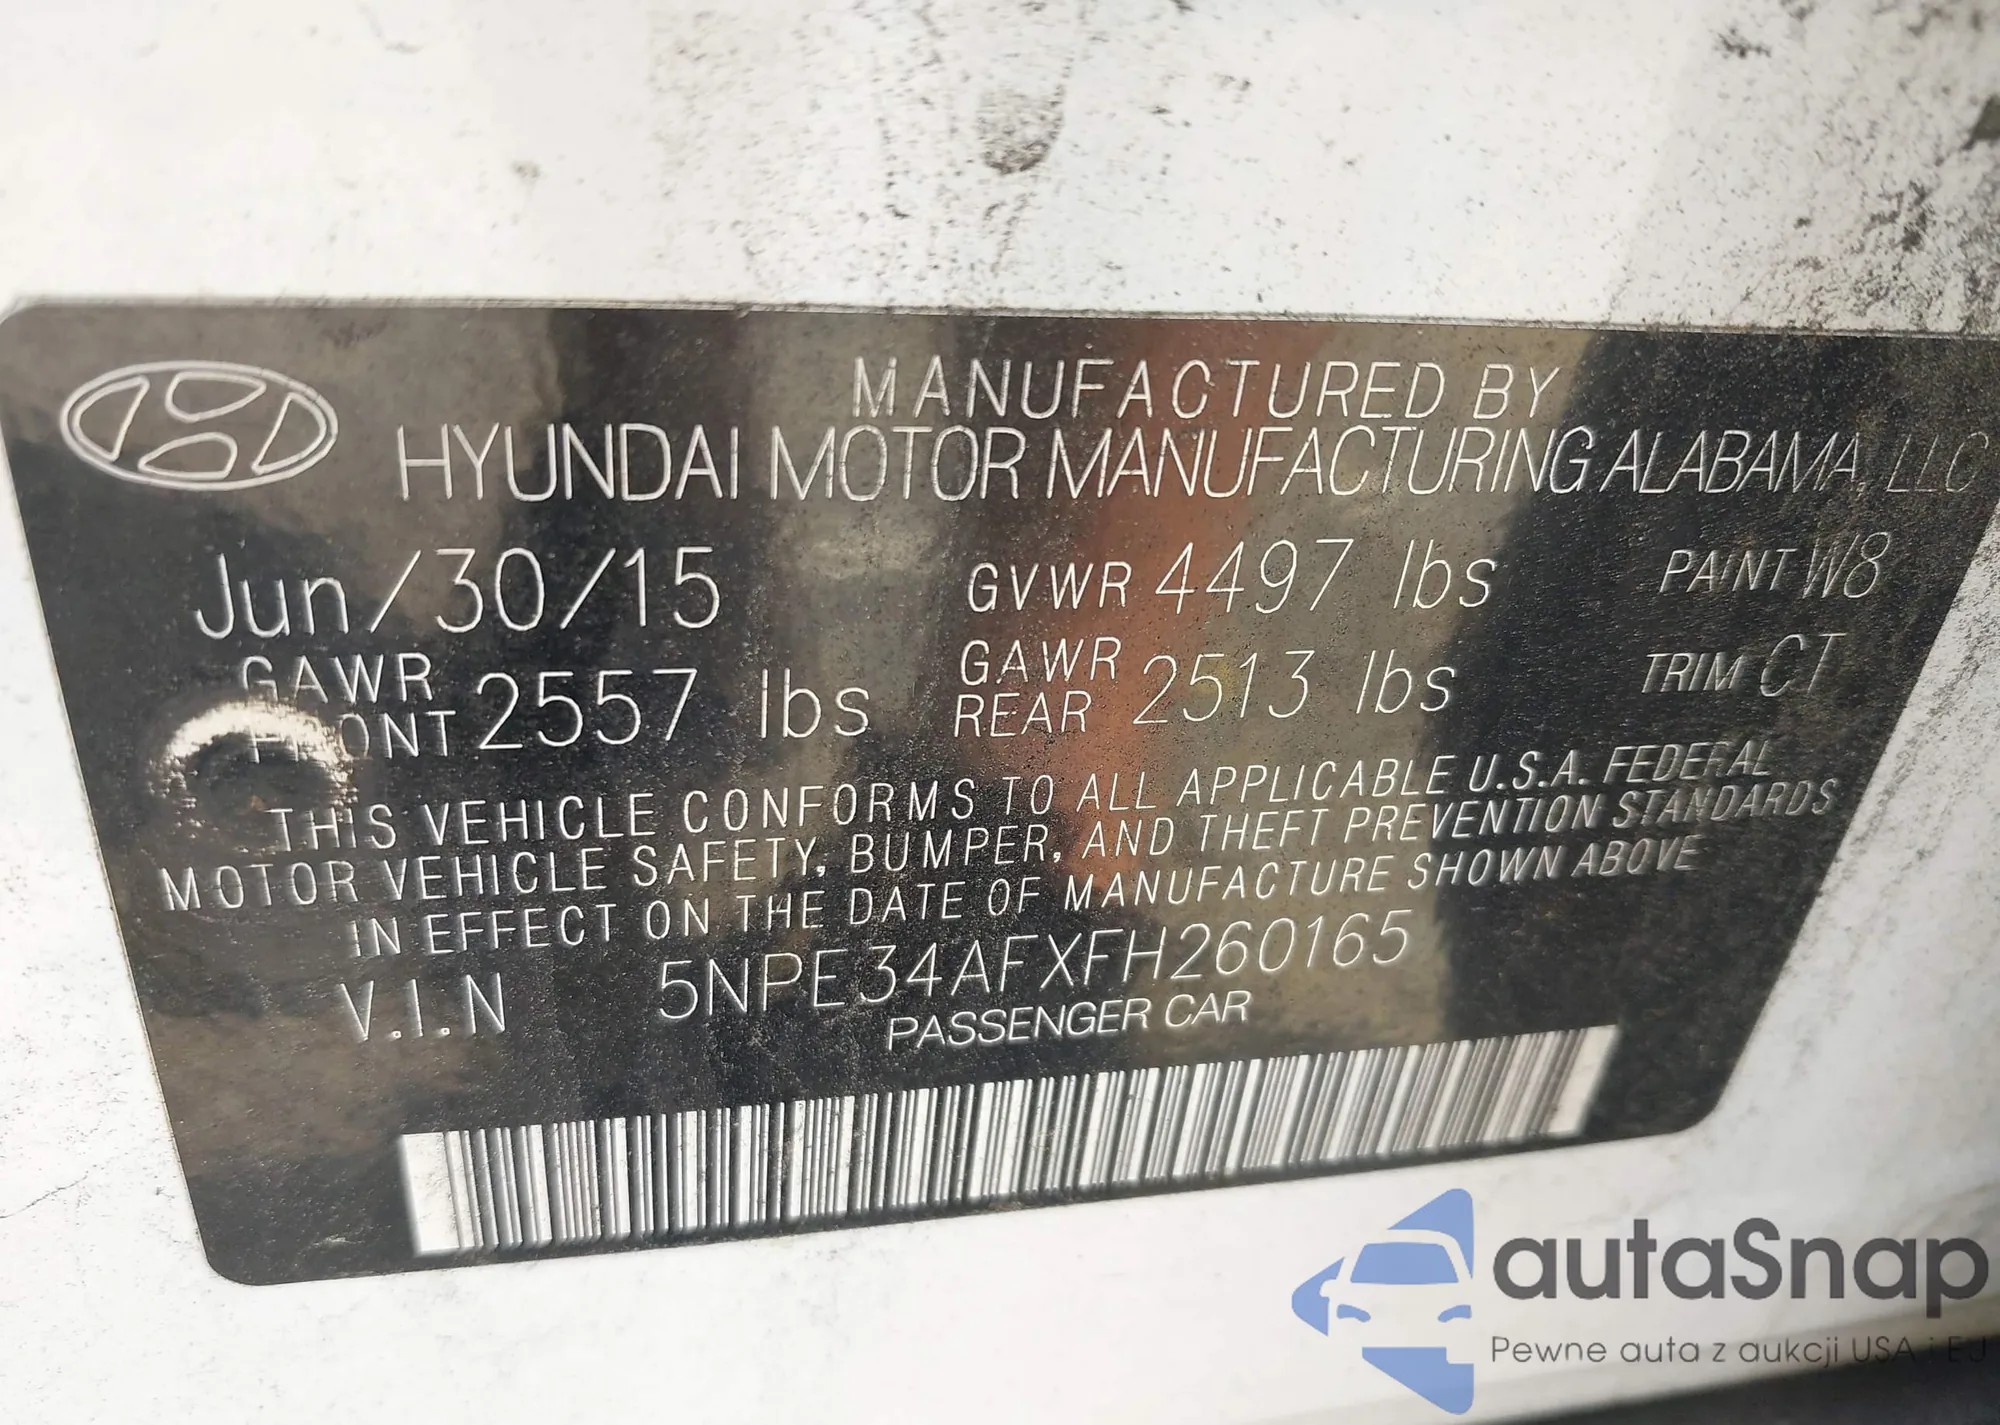 MANUFACTURED BY
HYUNDAI MOTOR MANUFACTURING ALABAMA, LLC
Jun/30/15 GVWR 4497 lbs PAINT W8
GAWR FRONT 2557 lbs GAWR REAR 2513 lbs TRIM CT
THIS VEHICLE CONFORMS TO ALL APPLICABLE U.S.A. FEDERAL
MOTOR VEHICLE SAFETY, BUMPER, AND THEFT PREVENTION STANDARDS
IN EFFECT ON THE DATE OF MANUFACTURE SHOWN ABOVE
V.I.N 5NPE34AFXFH260165
PASSENGER CAR
autaSnap
Pewne auta z aukcji USA i EU